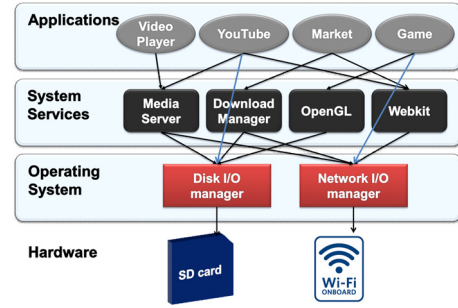 Applications
Video
Player
YouTube
Market
Game
System
Services
Media
Server
Download
Manager
OpenGL
Webkit
Operating
System
Disk I/O
manager
Network I/O
manager
Hardware
SD card
Wi-Fi
ONBOARD